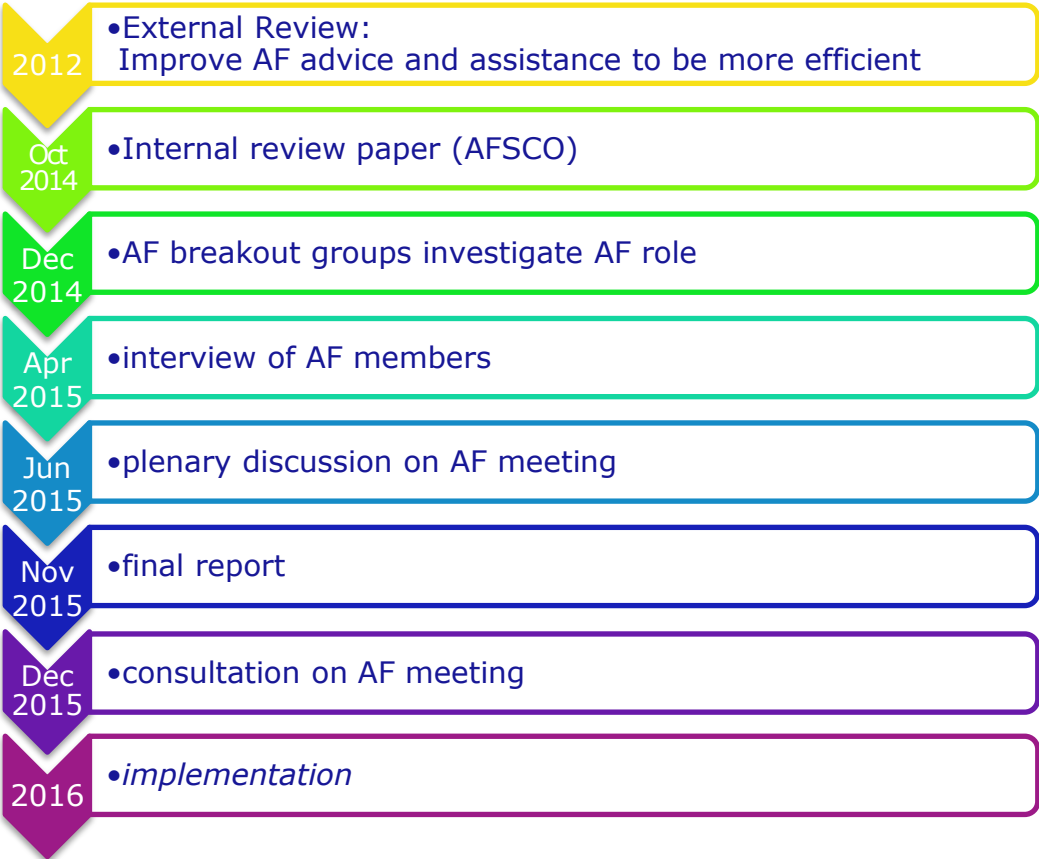 2012
•External Review:
Improve AF advice and assistance to be more efficient
Oct
2014
•Internal review paper (AFSCO)
Dec
2014
•AF breakout groups investigate AF role
Apr
2015
•interview of AF members
Jun
2015
•plenary discussion on AF meeting
Nov
2015
•final report
Dec
2015
•consultation on AF meeting
2016
•implementation